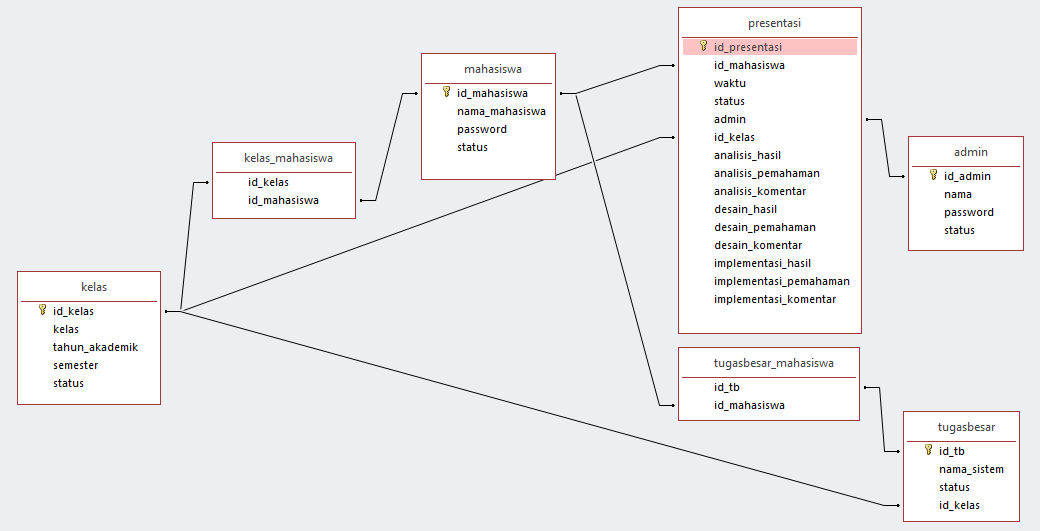 presentasi
id_presentasi
id_mahasiswa
waktu
status
admin
id_kelas
analisis_hasil
analisis_pemahaman
analisis_komentar
desain_hasil
desain_pemahaman
desain_komentar
implementasi_hasil
implementasi_pemahaman
implementasi_komentar
mahasiswa
id_mahasiswa
nama_mahasiswa
password
status
kelas_mahasiswa
id_kelas
id_mahasiswa
admin
id_admin
nama
password
status
kelas
id_kelas
kelas
tahun_akademik
semester
status
tugasbesar_mahasiswa
id_tb
id_mahasiswa
tugasbesar
id_tb
nama_sistem
status
id_kelas